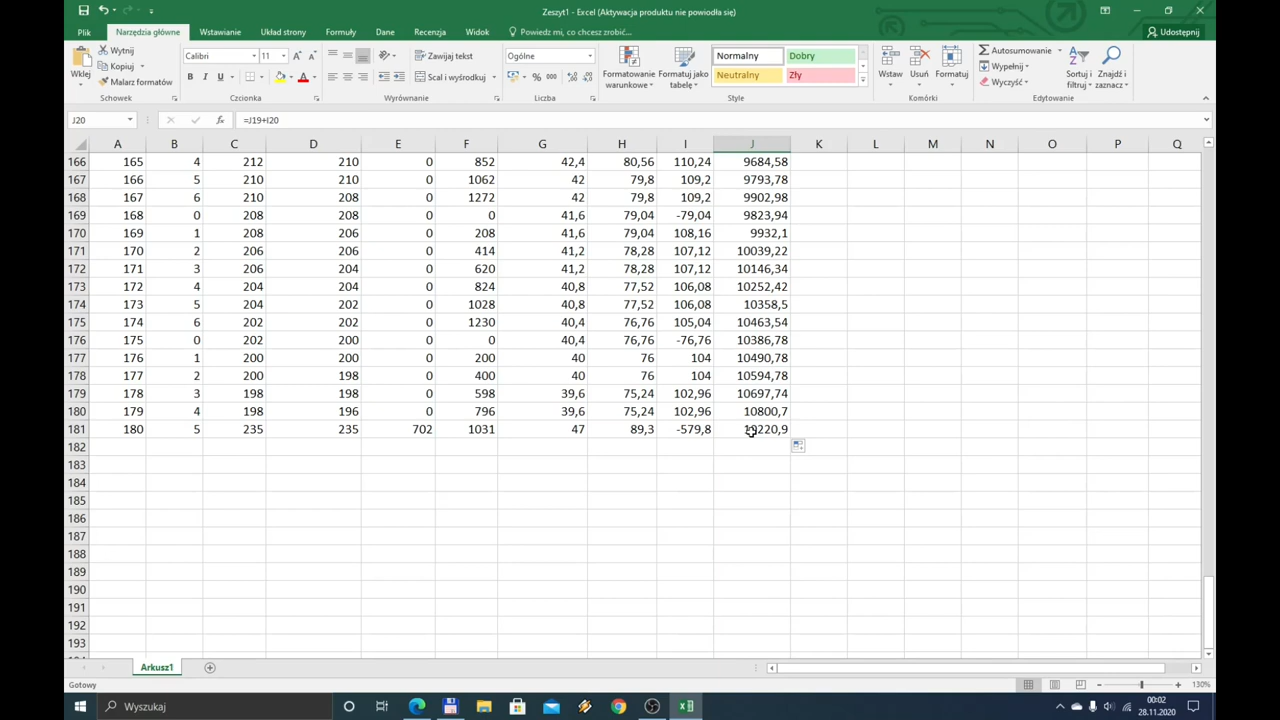 Zeszyt1 - Excel (Aktywacja produktu nie powiodła się)
Plik Narzędzia główne Wstawianie Układ strony Formuły Dane Recenzja Widok Powiedz mi, co chcesz zrobić... Udostępnij
Wklej Wytnij Kopiuj Malarz formatów
Calibri 11
B I U
Zawijaj tekst
Scal i wyśrodkuj
Ogólne
% 000
Formatowanie warunkowe
Formatuj jako tabelę
Normalny Dobry
Neutralny Zły
Wstaw Usuń Formatuj
Autosumowanie
Wypełnij
Wyczyść
Sortuj i filtruj
Znajdź i zaznacz
Schowek Czcionka Wyrównanie Liczba Style Komórki Edytowanie
J20 fx =J19+I20
A B C D E F G H I J K L M N O P Q
166 165 4 212 210 0 852 42,4 80,56 110,24 9684,58
167 166 5 210 210 0 1062 42 79,8 109,2 9793,78
168 167 6 210 208 0 1272 42 79,8 109,2 9902,98
169 168 0 208 208 0 0 41,6 79,04 -79,04 9823,94
170 169 1 208 206 0 208 41,6 79,04 108,16 9932,1
171 170 2 206 206 0 414 41,2 78,28 107,12 10039,22
172 171 3 206 204 0 620 41,2 78,28 107,12 10146,34
173 172 4 204 204 0 824 40,8 77,52 106,08 10252,42
174 173 5 204 202 0 1028 40,8 77,52 106,08 10358,5
175 174 6 202 202 0 1230 40,4 76,76 105,04 10463,54
176 175 0 202 200 0 0 40,4 76,76 -76,76 10386,78
177 176 1 200 200 0 200 40 76 104 10490,78
178 177 2 200 198 0 400 40 76 104 10594,78
179 178 3 198 198 0 598 39,6 75,24 102,96 10697,74
180 179 4 198 196 0 796 39,6 75,24 102,96 10800,7
181 180 5 235 235 702 1031 47 89,3 -579,8 10220,9
182
183
184
185
186
187
188
189
190
191
192
193
Arkusz1
Gotowy 130%
Wyszukaj
00:02
28.11.2020